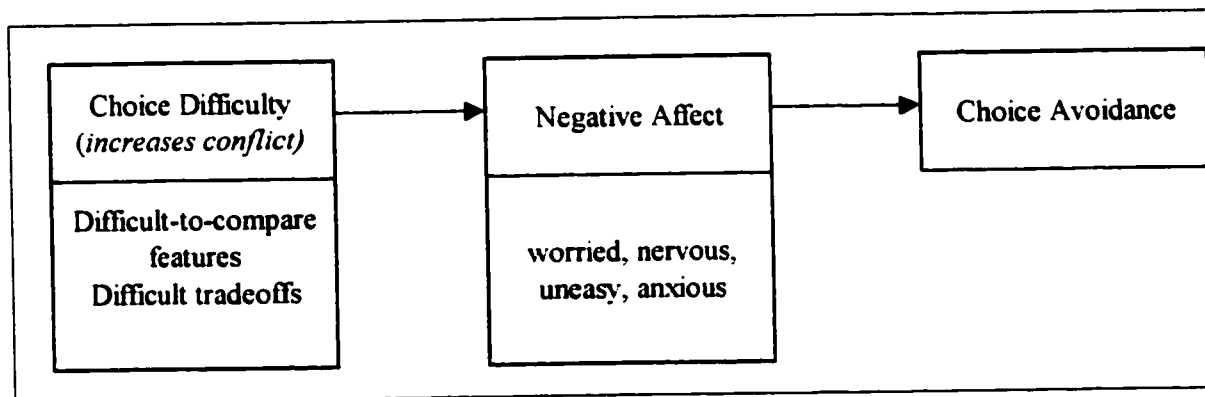 Choice Difficulty
(increases conflict)
Difficult-to-compare
features
Difficult tradeoffs
Negative Affect
worried, nervous,
uneasy, anxious
Choice Avoidance